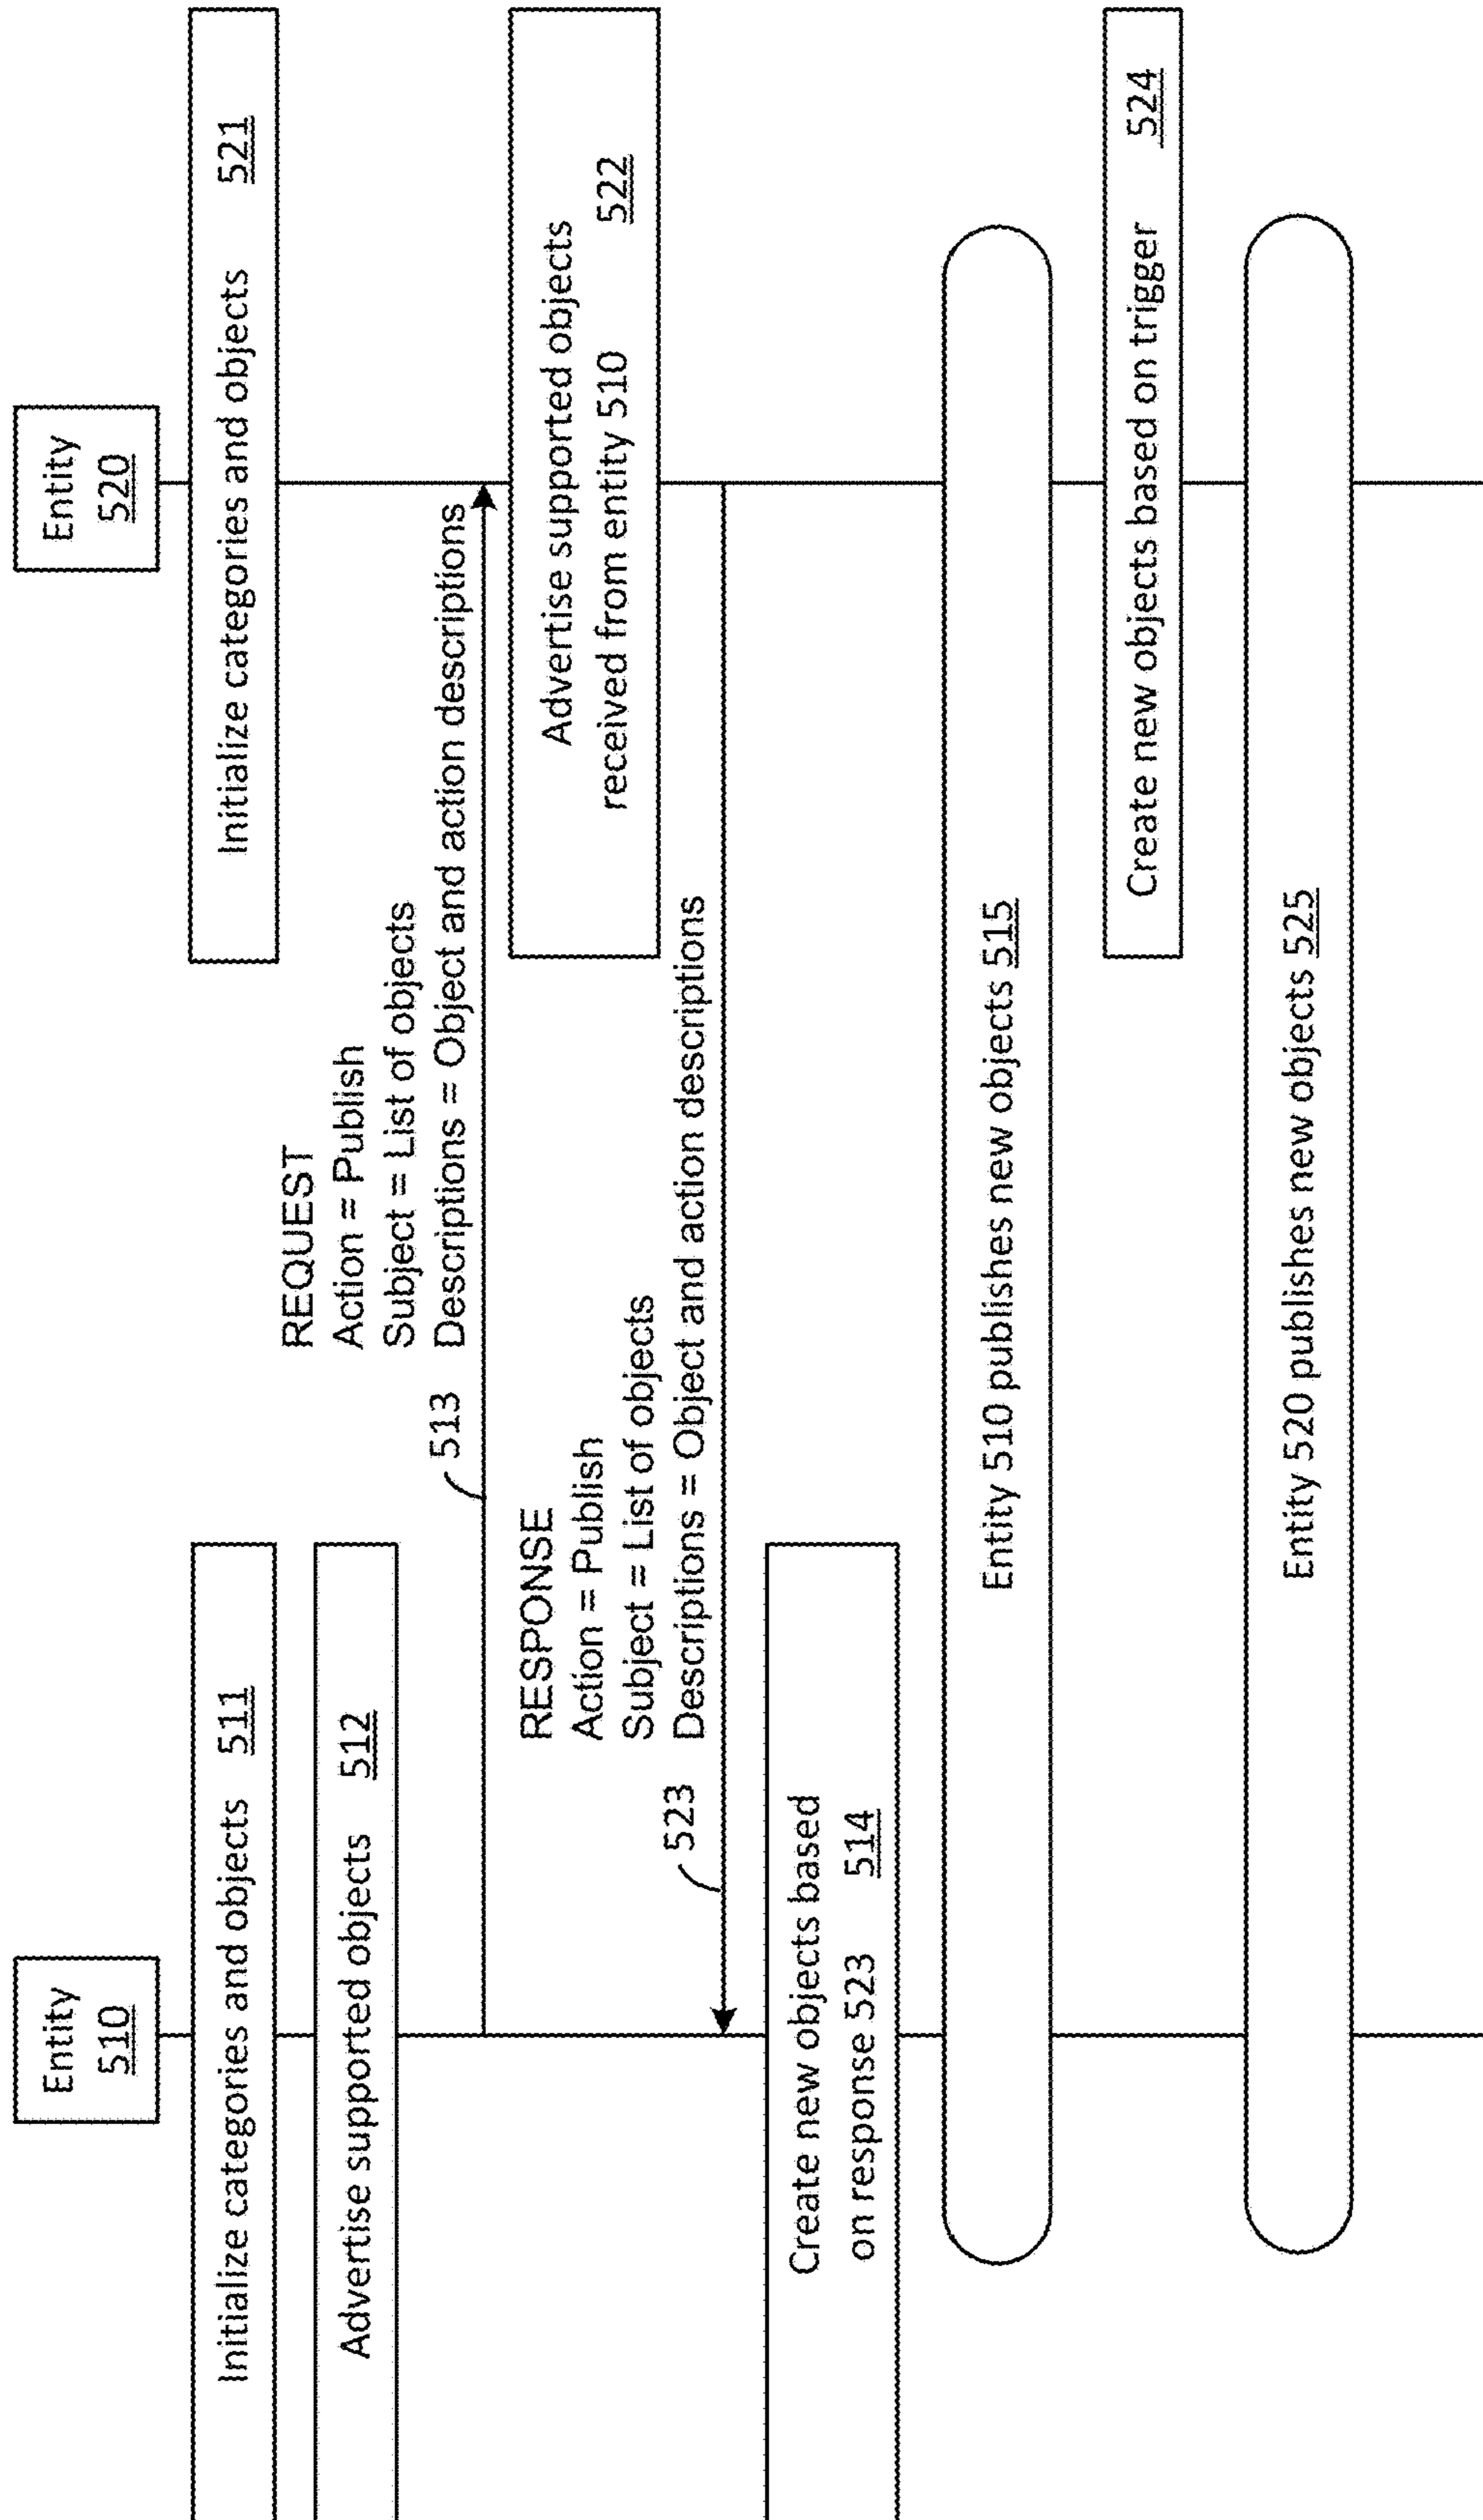 Entity
510
Entity
520
Initialize categories and objects 511
Initialize categories and objects 521
Advertise supported objects 512
REQUEST
Action = Publish
Subject = List of objects
Descriptions = Object and action descriptions
513
Advertise supported objects
received from entity 510 522
RESPONSE
Action = Publish
Subject = List of objects
Descriptions = Object and action descriptions
523
Create new objects based
on response 523 514
Entity 510 publishes new objects 515
Create new objects based on trigger 524
Entity 520 publishes new objects 525